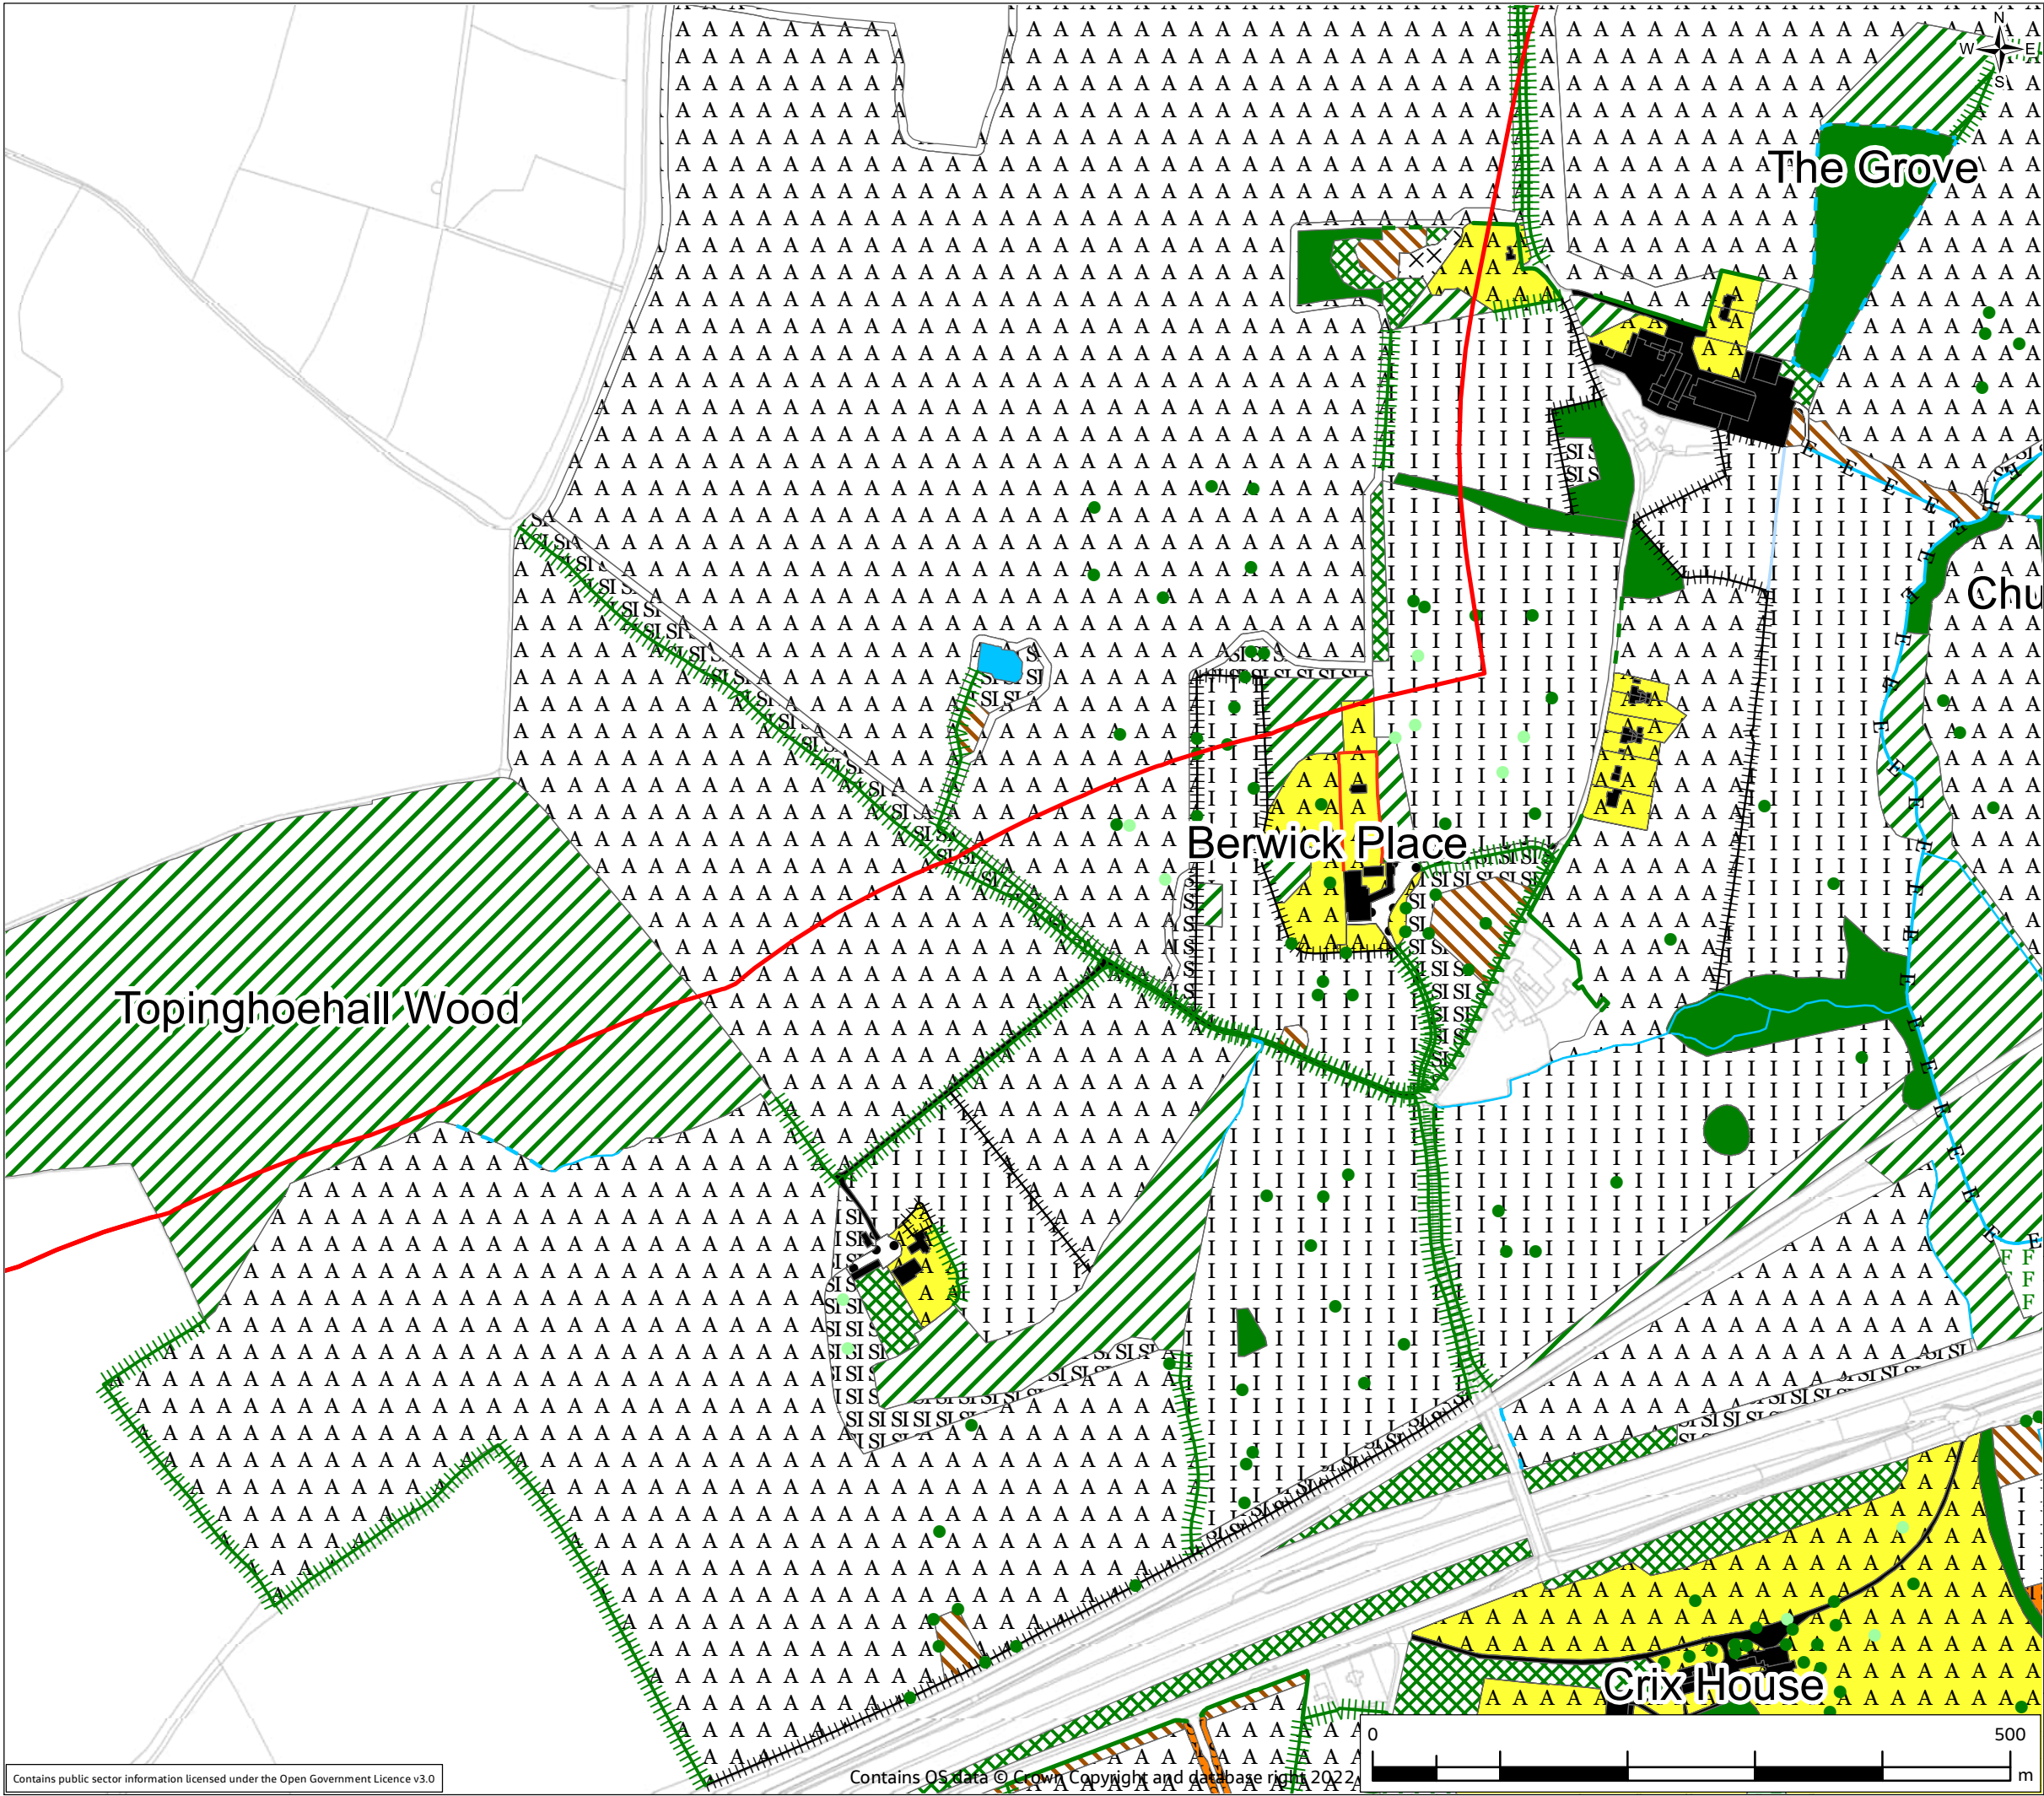 N
W E
S
The Grove
Chu
Berwick Place
Topinghoehall Wood
Crix House
0 500
m
Contains public sector information licensed under the Open Government Licence v3.0
Contains OS data © Crown Copyright and database right 2022